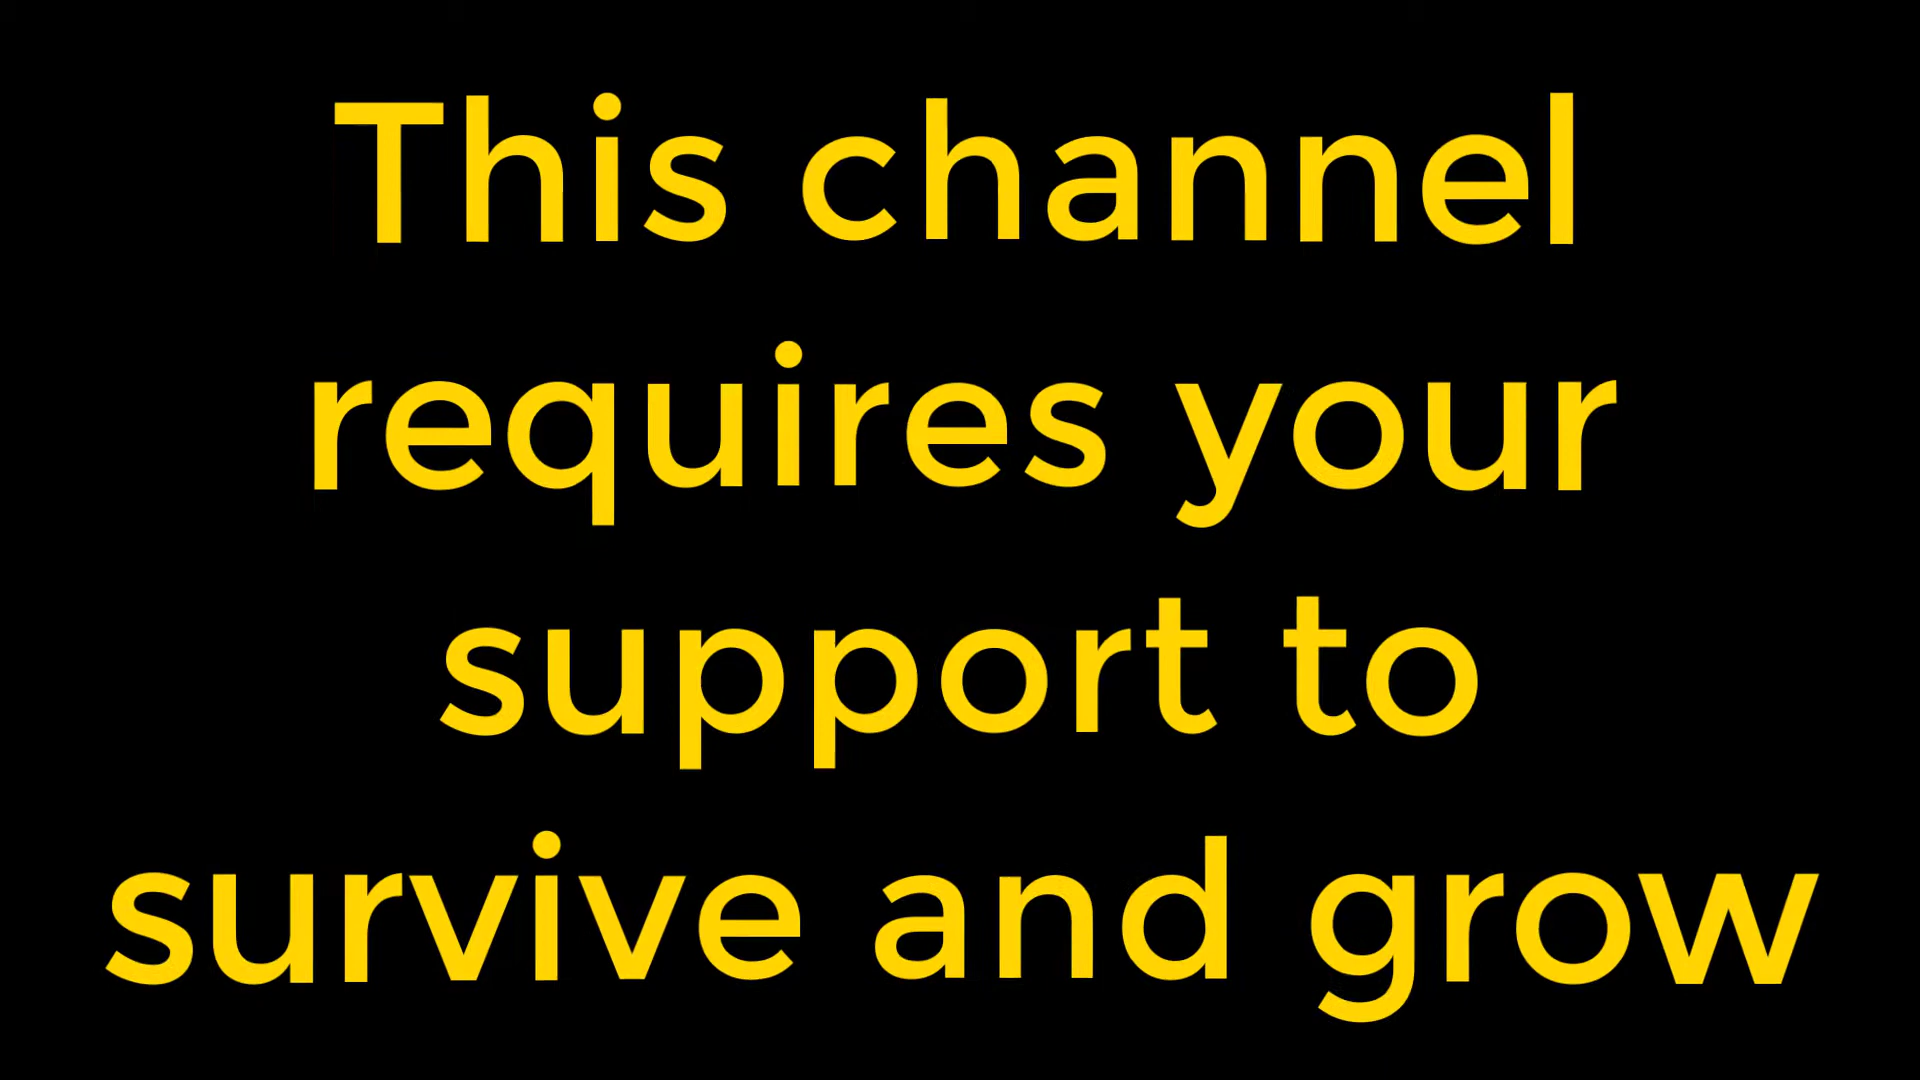 This channel
requires your
support to
survive and grow